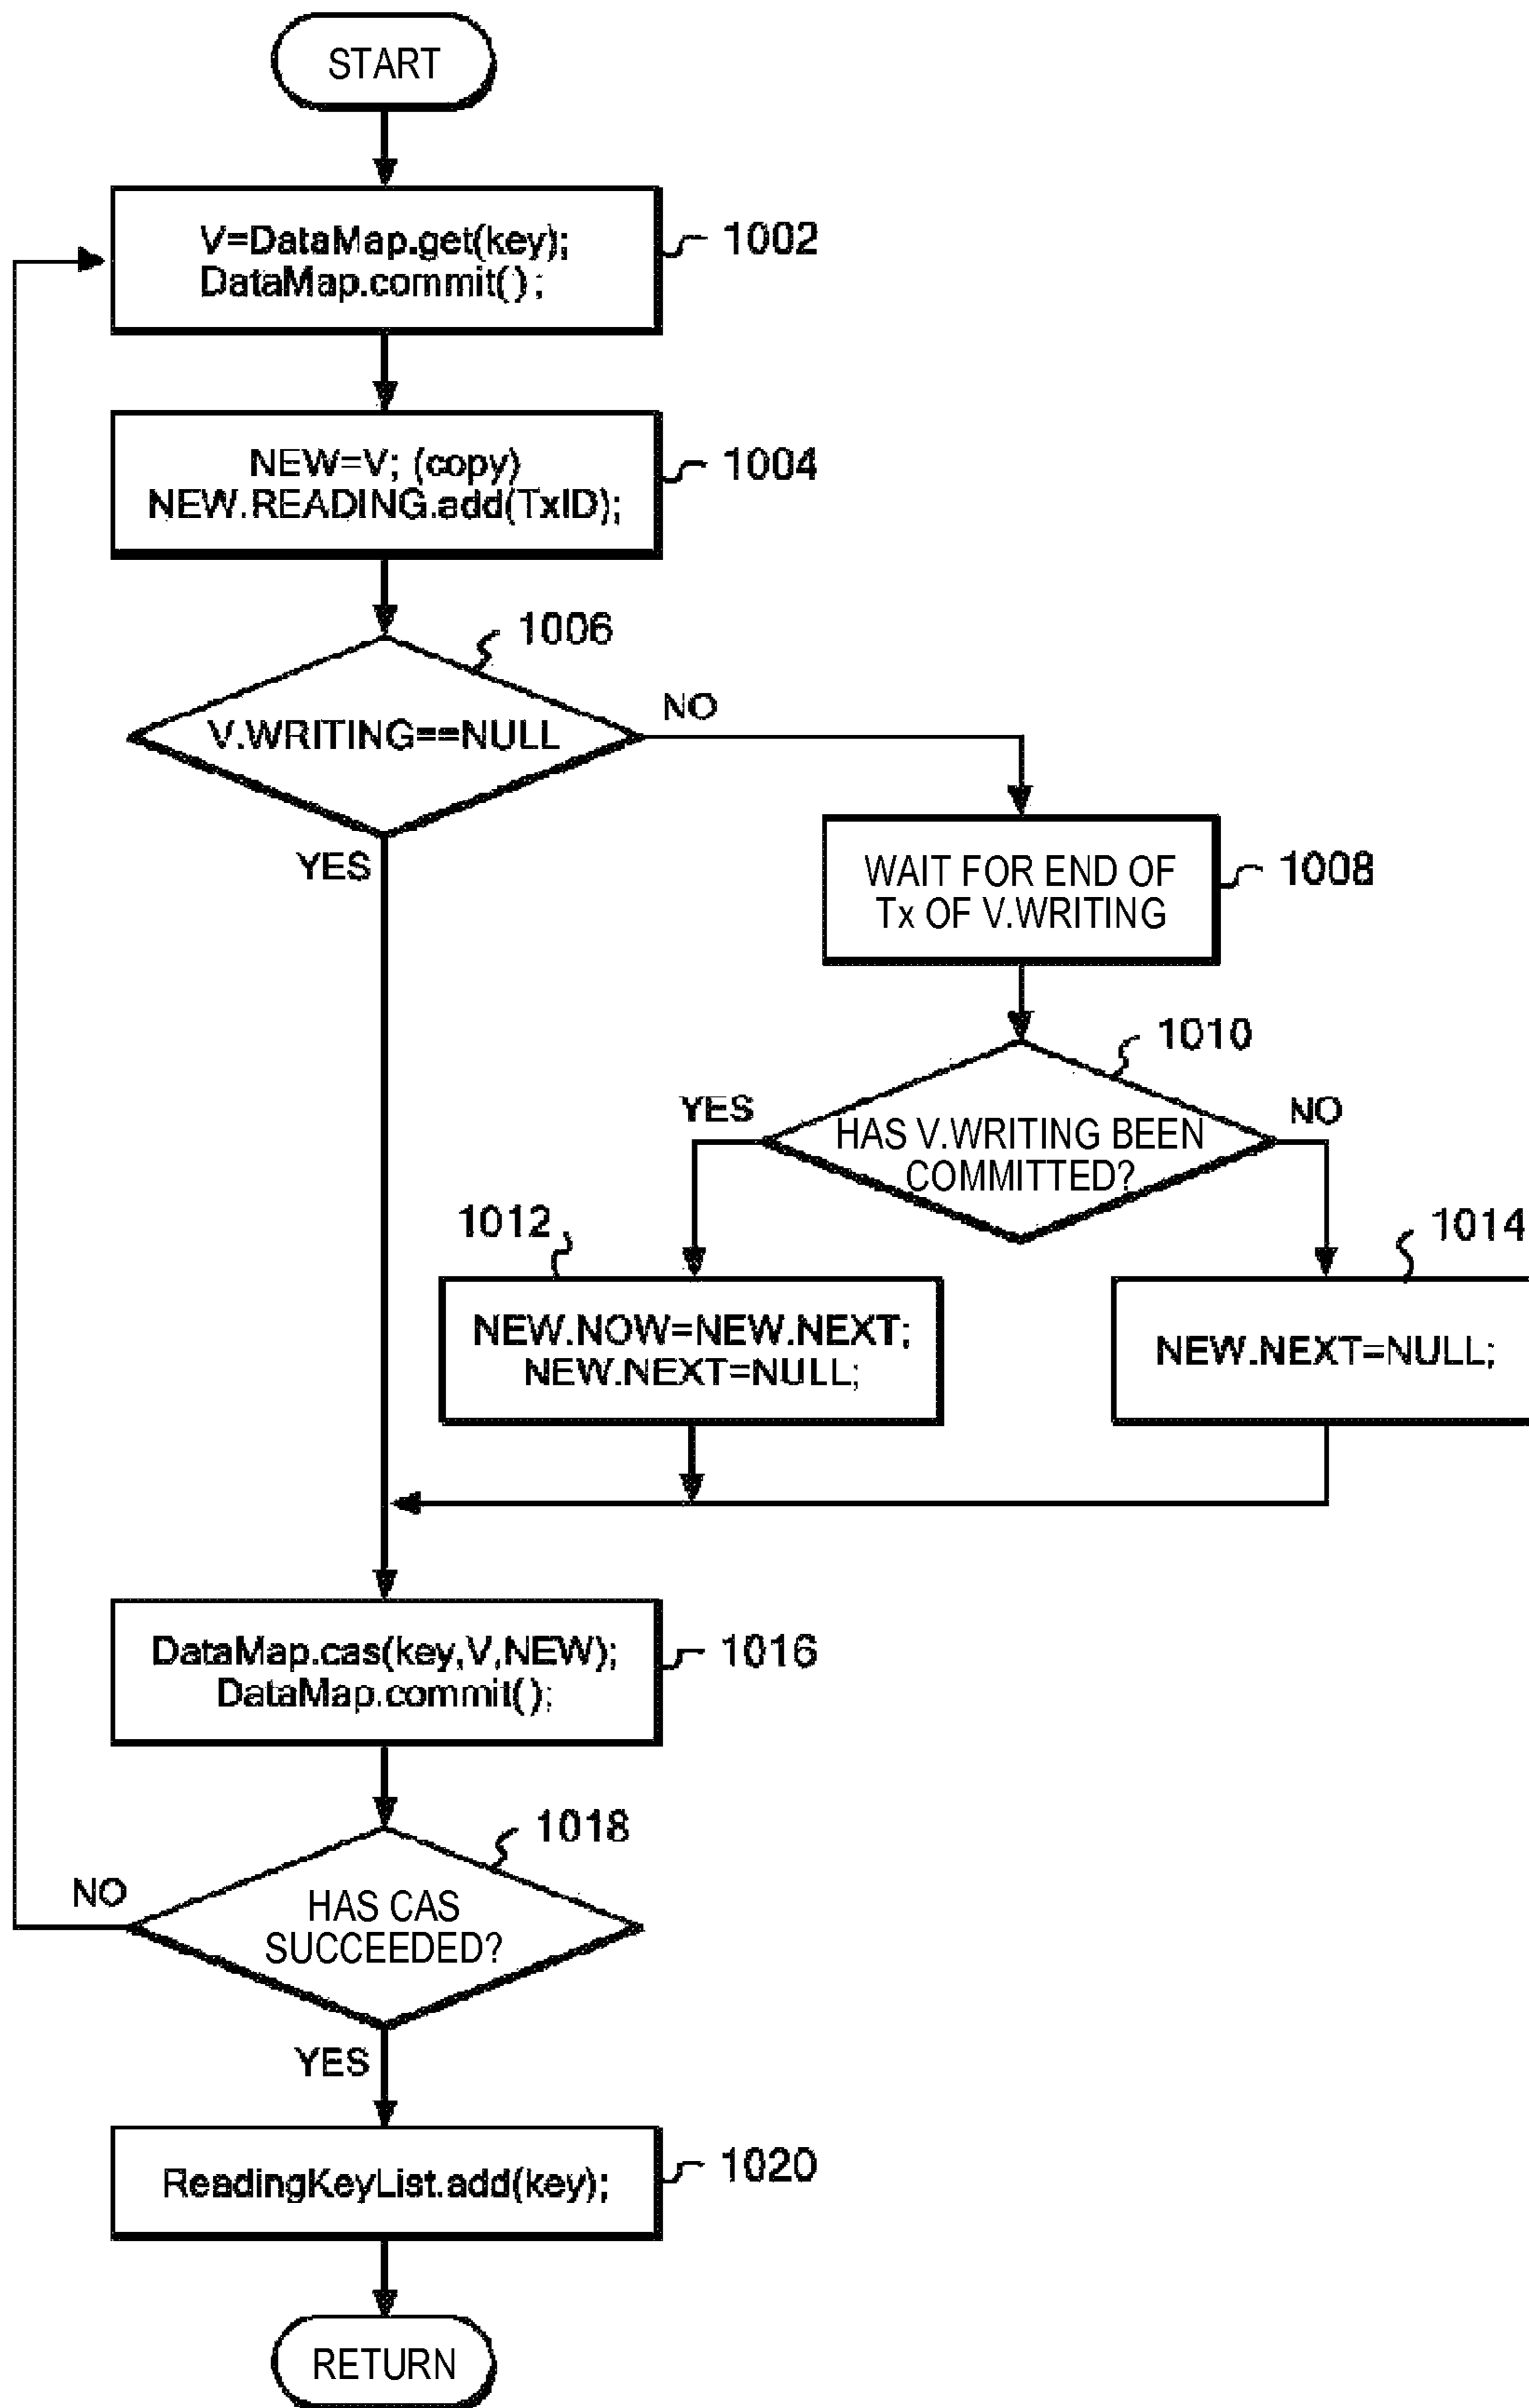 START
V=DataMap.get(key);
DataMap.commit();
1002
NEW=V; (copy)
NEW.READING.add(TxID);
1004
1006
V.WRITING==NULL
NO
YES
WAIT FOR END OF
Tx OF V.WRITING
1008
1010
YES
HAS V.WRITING BEEN
COMMITTED?
NO
1012
1014
NEW.NOW=NEW.NEXT;
NEW.NEXT=NULL;
NEW.NEXT=NULL;
DataMap.cas(key,V,NEW);
DataMap.commit();
1016
1018
NO
HAS CAS
SUCCEEDED?
YES
ReadingKeyList.add(key);
1020
RETURN